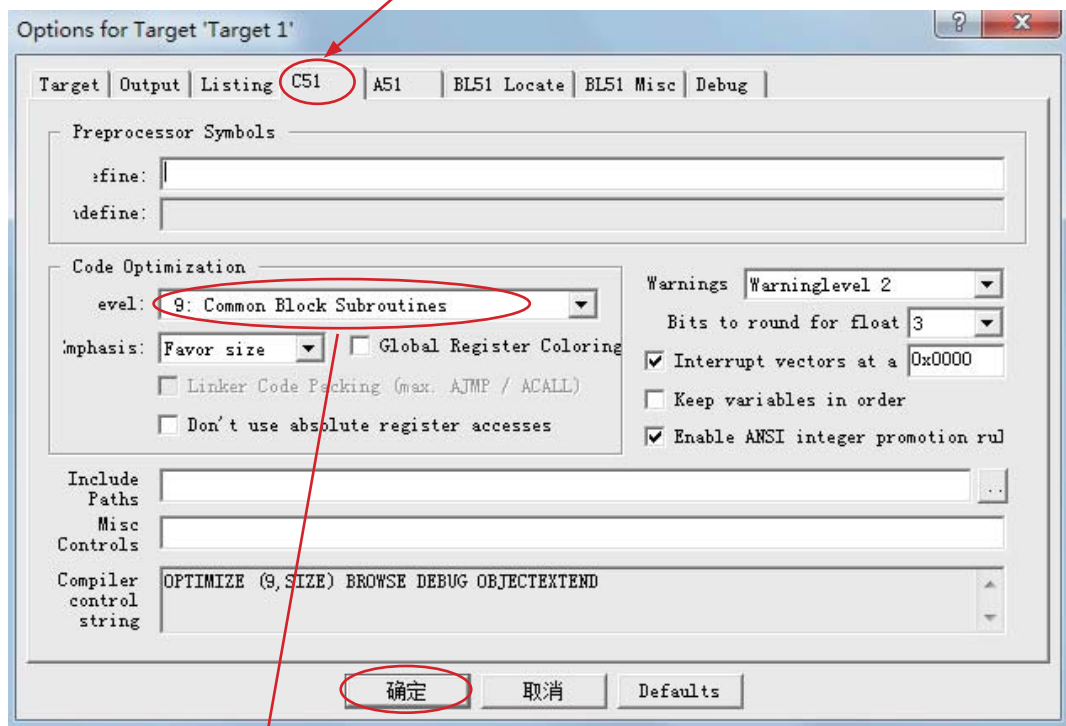 Options for Target 'Target 1'
Target Output Listing C51 A51 BL51 Locate BL51 Misc Debug
Preprocessor Symbols
efine:
define:
Code Optimization
evel: 9: Common Block Subroutines
mphasis: Favor size Global Register Coloring
Linker Code Packing (max. AJMP / ACALL)
Don't use absolute register accesses
Warnings Warninglevel 2
Bits to round for float 3
Interrupt vectors at a 0x0000
Keep variables in order
Enable ANSI integer promotion rul
Include Paths
..
Misc Controls
Compiler control string
OPTIMIZE (9,SIZE) BROWSE DEBUG OBJECTEXTEND
确定 取消 Defaults